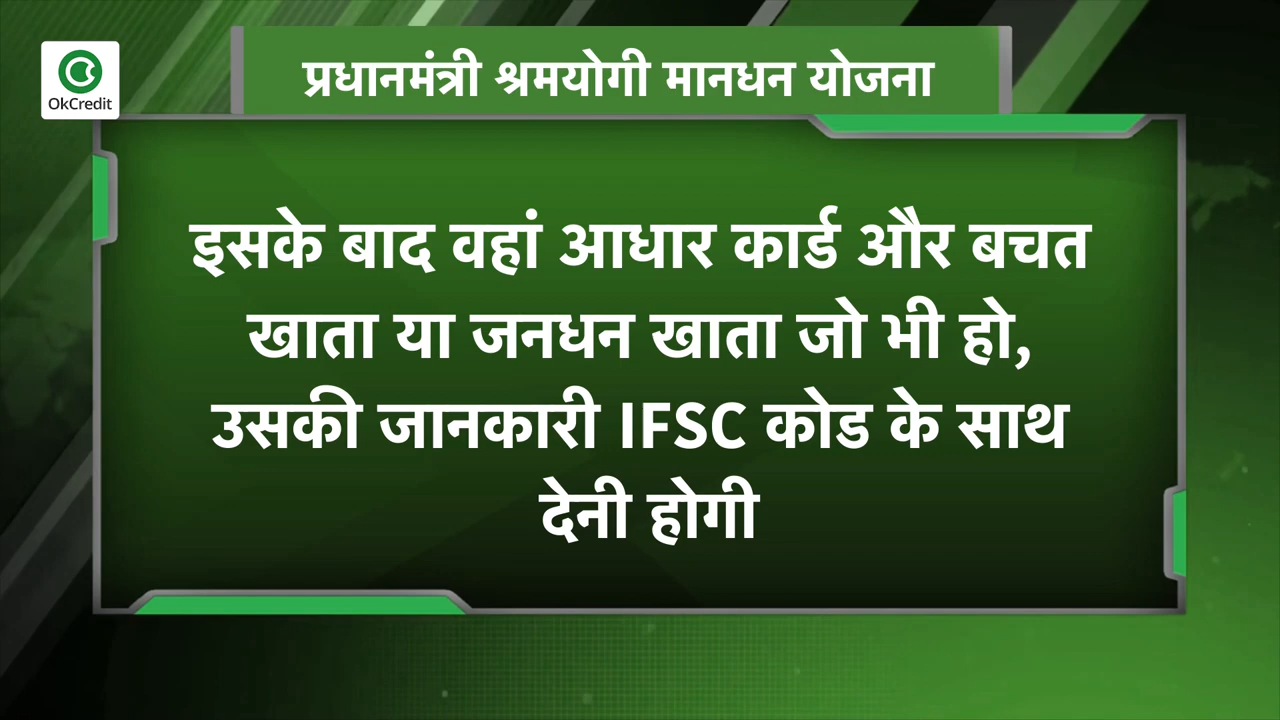 OkCredit
प्रधानमंत्री श्रमयोगी मानधन योजना
इसके बाद वहां आधार कार्ड और बचत
खाता या जनधन खाता जो भी हो,
उसकी जानकारी IFSC कोड के साथ
देनी होगी